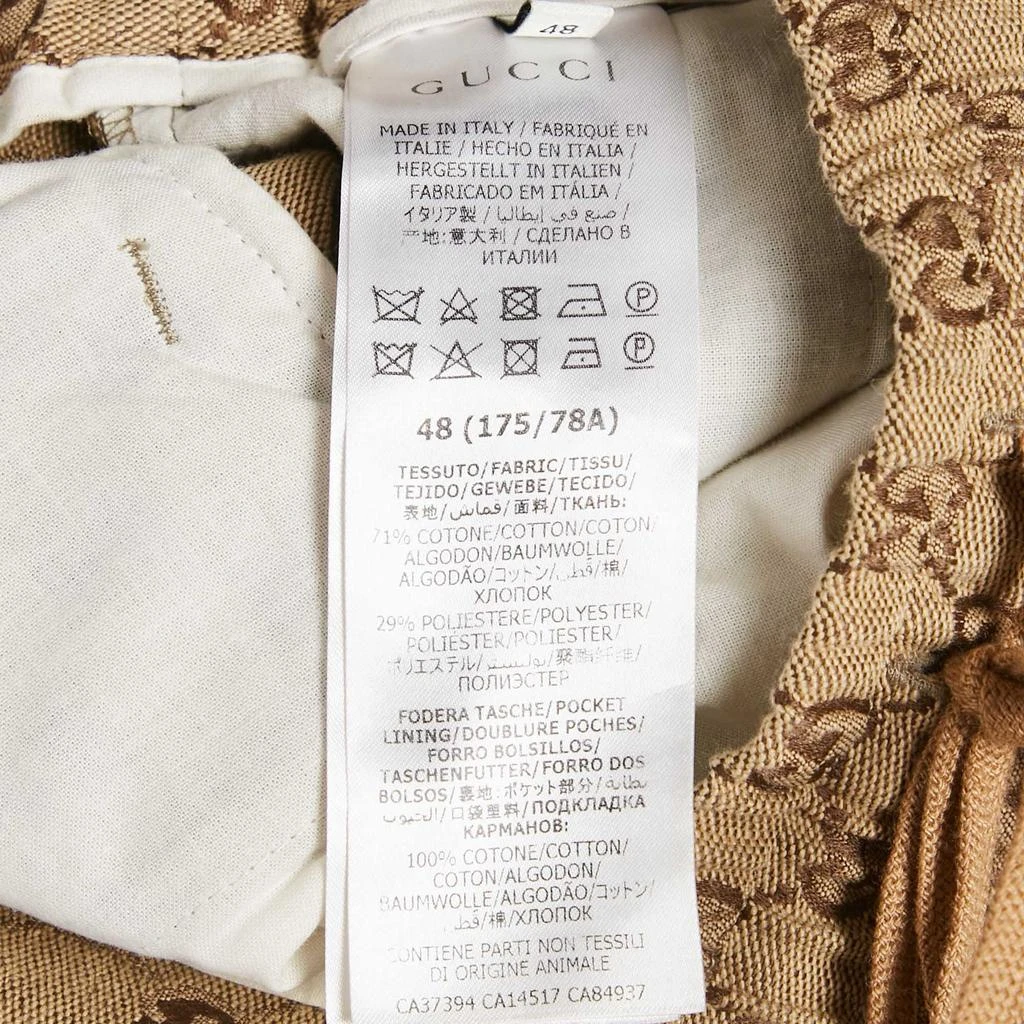 48
GUCCI
MADE IN ITALY / FABRIQUÉ EN
ITALIE / HECHO EN ITALIA /
HERGESTELLT IN ITALIEN /
FABRICADO EM ITÁLIA /
イタリア製 / صنع في إيطاليا /
产地:意大利 / СДЕЛАНО В
ИТАЛИИ
P
P
48 (175/78A)
TESSUTO/FABRIC/TISSU/
TEJIDO/GEWEBE/TECIDO/
表地/قماش/面料/ТКАНЬ:
71% COTONE/COTTON/COTON/
ALGODON/BAUMWOLLE/
ALGODÃO/コットン/قطن/棉/
ХЛОПОК
29% POLIESTERE/POLYESTER/
POLIÉSTER/POLIESTER/
ポリエステル/بوليستر/聚酯纤维/
ПОЛИЭСТЕР
FODERA TASCHE/POCKET
LINING/DOUBLURE POCHES/
FORRO BOLSILLOS/
TASCHENFUTTER/FORRO DOS
BOLSOS/裏地:ポケット部分/بطانة
الجيوب/口袋里料/ПОДКЛАДКА
КАРМАНОВ:
100% COTONE/COTTON/
COTON/ALGODON/
BAUMWOLLE/ALGODÃO/コットン/
قطن/棉/ХЛОПОК
CONTIENE PARTI NON TESSILI
DI ORIGINE ANIMALE
CA37394 CA14517 CA84937